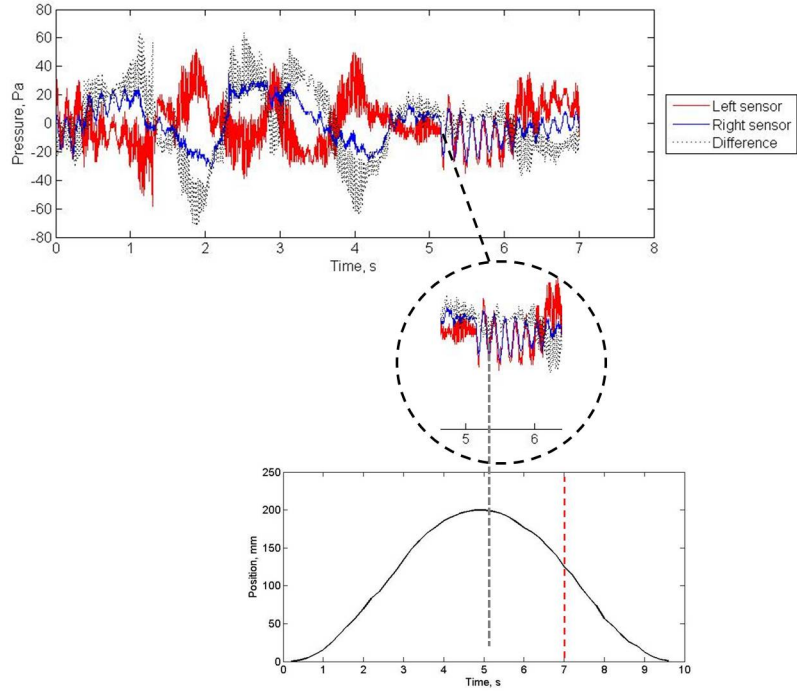 80
60
40
20
0
-20
-40
-60
-80
Pressure, Pa
0 1 2 3 4 5 6 7 8
Time, s
Left sensor
Right sensor
Difference
5 6
250
200
150
100
50
0
Position, mm
0 1 2 3 4 5 6 7 8 9 10
Time, s